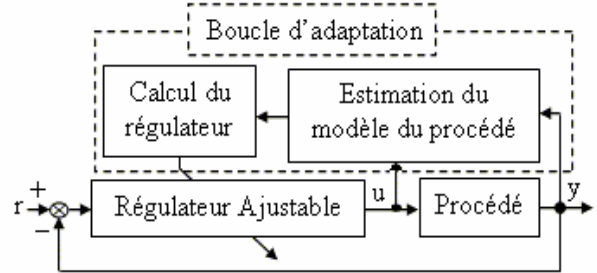 Boucle d'adaptation
Calcul du
régulateur
Estimation du
modèle du procédé
r
+
−
Régulateur Ajustable
u
Procédé
y